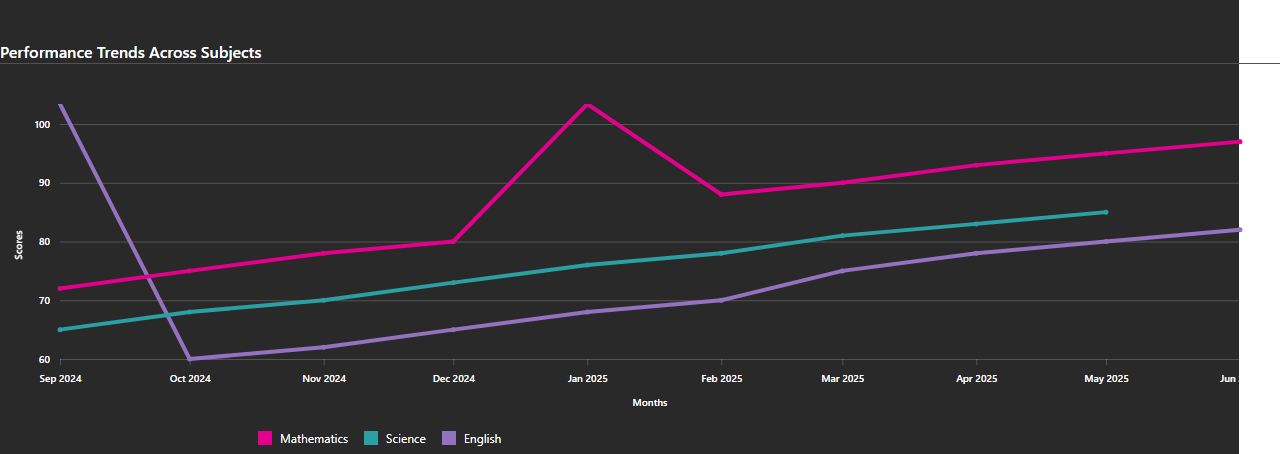 Performance Trends Across Subjects
100
90
80
70
60
Scores
Sep 2024 Oct 2024 Nov 2024 Dec 2024 Jan 2025 Feb 2025 Mar 2025 Apr 2025 May 2025 Jun
Months
Mathematics Science English